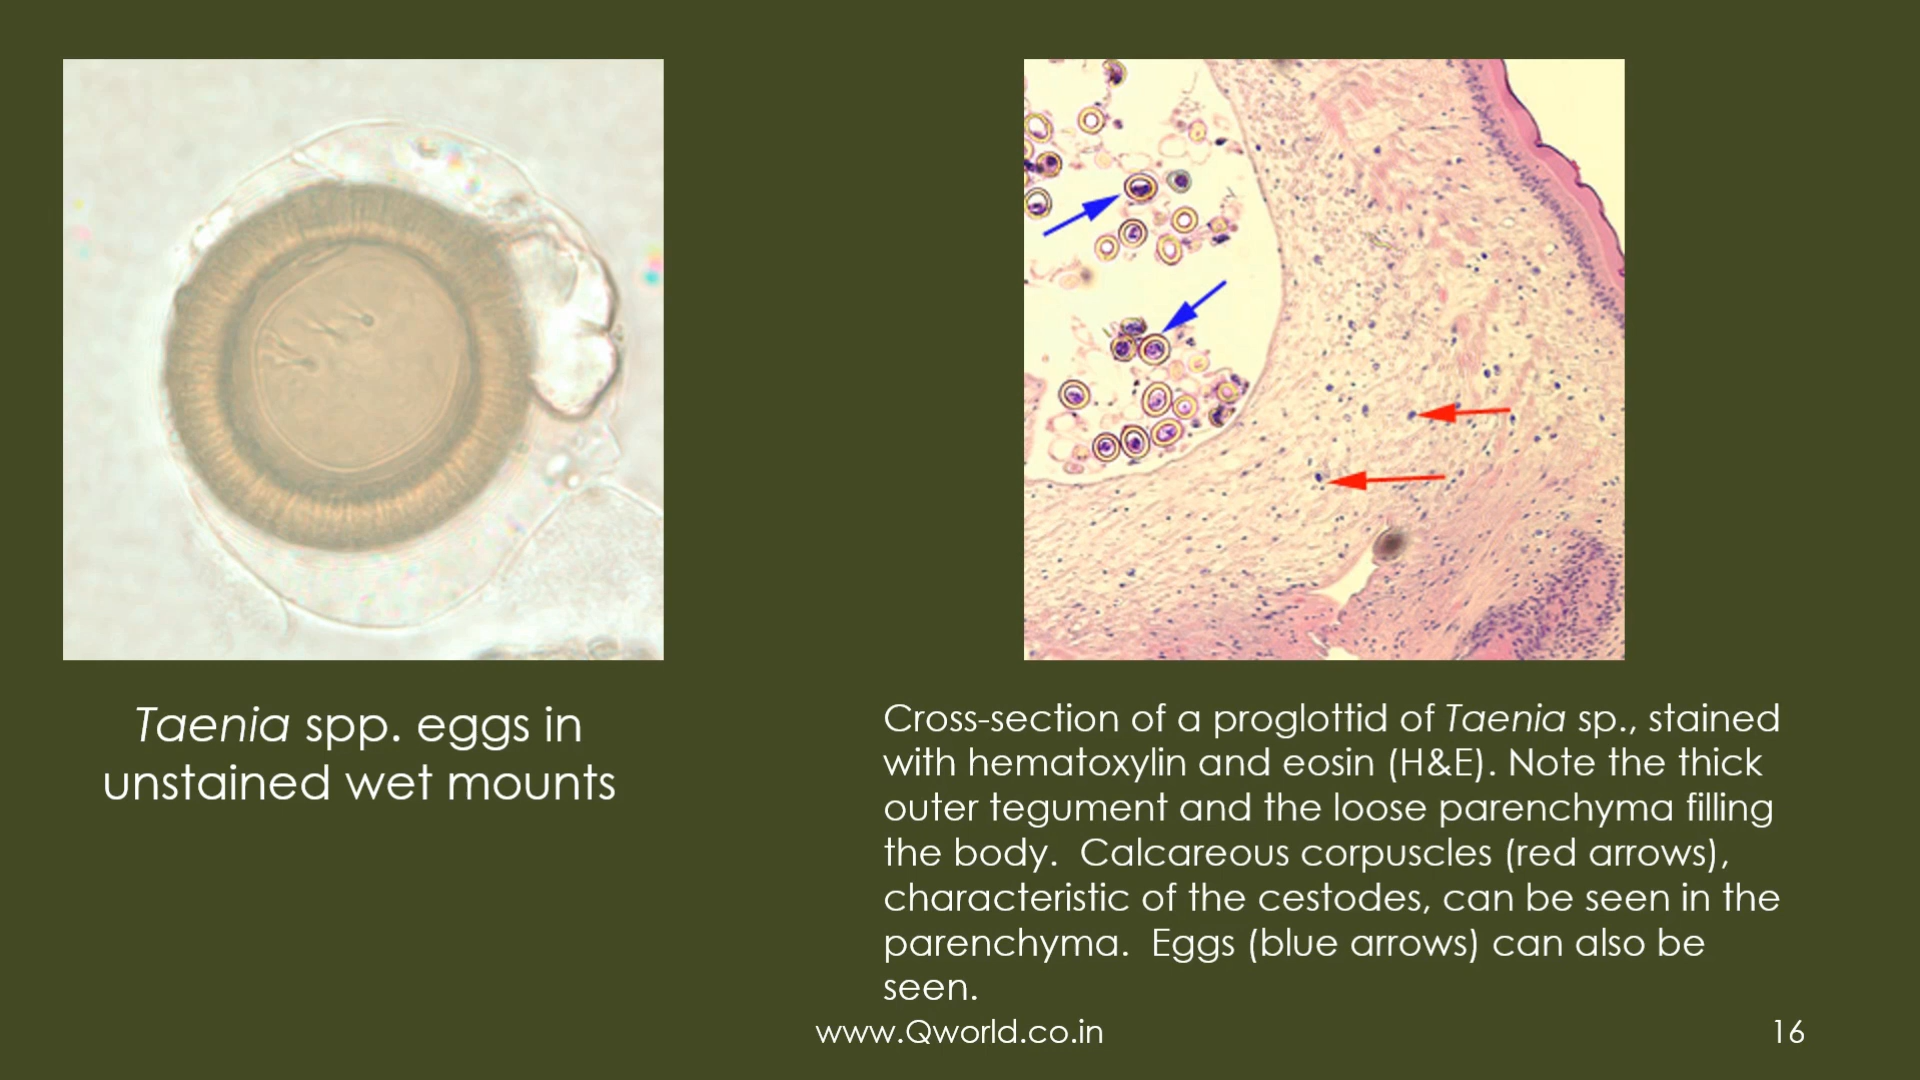 Taenia spp. eggs in
unstained wet mounts
Cross-section of a proglottid of Taenia sp., stained
with hematoxylin and eosin (H&E). Note the thick
outer tegument and the loose parenchyma filling
the body.  Calcareous corpuscles (red arrows),
characteristic of the cestodes, can be seen in the
parenchyma.  Eggs (blue arrows) can also be
seen.
www.Qworld.co.in
16